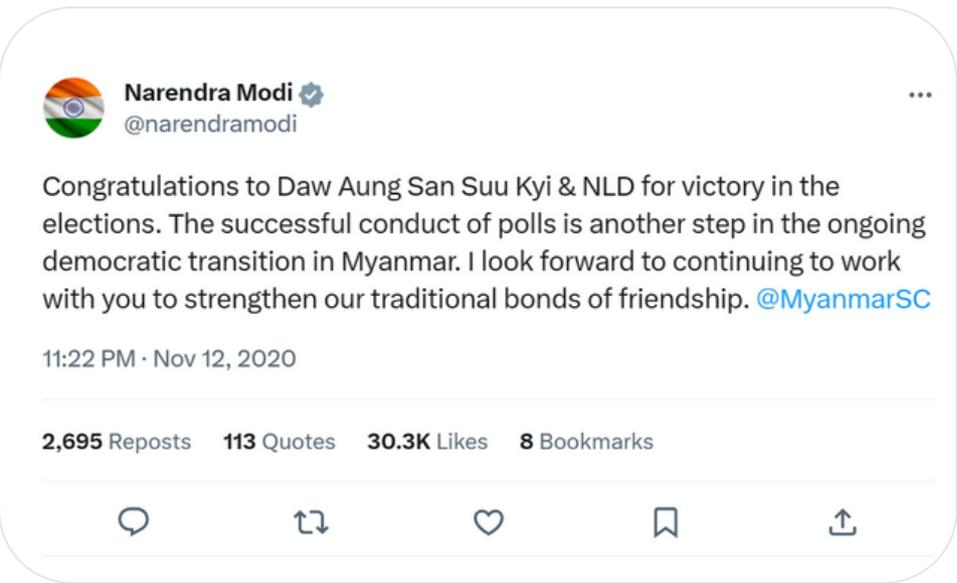 Narendra Modi
@narendramodi
Congratulations to Daw Aung San Suu Kyi & NLD for victory in the
elections. The successful conduct of polls is another step in the ongoing
democratic transition in Myanmar. I look forward to continuing to work
with you to strengthen our traditional bonds of friendship. @MyanmarSC
11:22 PM · Nov 12, 2020
2,695 Reposts 113 Quotes 30.3K Likes 8 Bookmarks